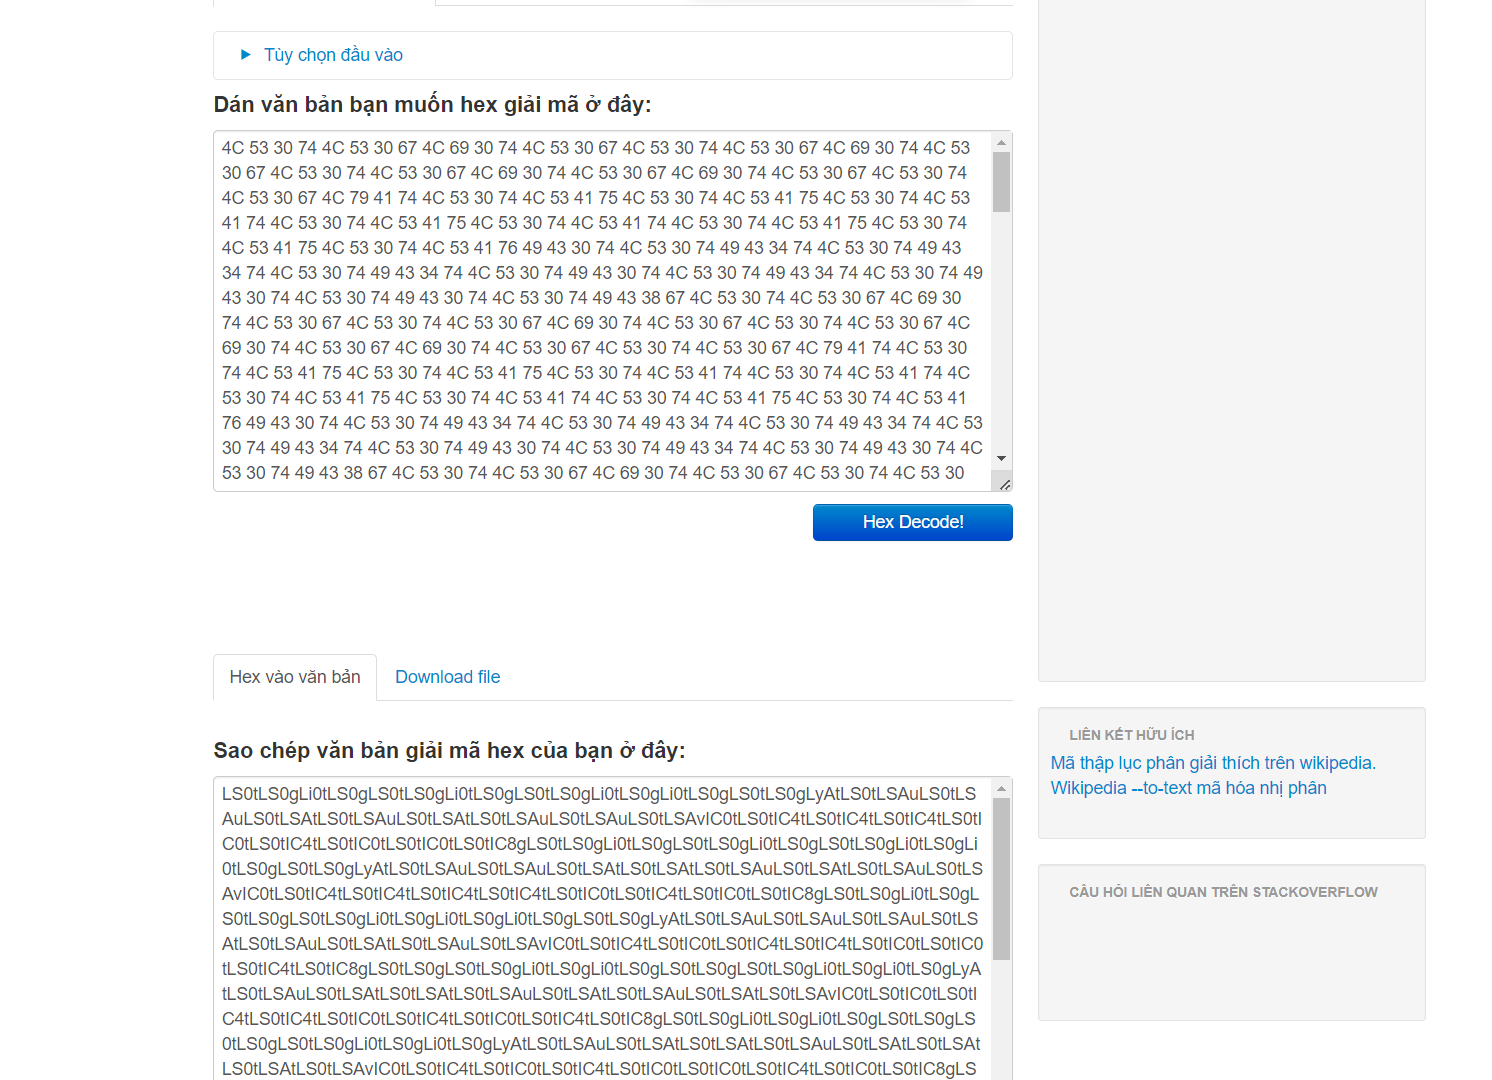 Tùy chọn đầu vào
Dán văn bản bạn muốn hex giải mã ở đây:
4C 53 30 74 4C 53 30 67 4C 69 30 74 4C 53 30 67 4C 53 30 74 4C 53 30 67 4C 69 30 74 4C 53
30 67 4C 53 30 74 4C 53 30 67 4C 69 30 74 4C 53 30 67 4C 69 30 74 4C 53 30 67 4C 53 30 74
4C 53 30 67 4C 79 41 74 4C 53 30 74 4C 53 41 75 4C 53 30 74 4C 53 41 75 4C 53 30 74 4C 53
41 74 4C 53 30 74 4C 53 41 75 4C 53 30 74 4C 53 41 74 4C 53 30 74 4C 53 41 75 4C 53 30 74
4C 53 41 75 4C 53 30 74 4C 53 41 76 49 43 30 74 4C 53 30 74 49 43 34 74 4C 53 30 74 49 43
34 74 4C 53 30 74 49 43 34 74 4C 53 30 74 49 43 30 74 4C 53 30 74 49 43 34 74 4C 53 30 74 49
43 30 74 4C 53 30 74 49 43 30 74 4C 53 30 74 49 43 38 67 4C 53 30 74 4C 53 30 67 4C 69 30
74 4C 53 30 67 4C 53 30 74 4C 53 30 67 4C 69 30 74 4C 53 30 67 4C 53 30 74 4C 53 30 67 4C
69 30 74 4C 53 30 67 4C 69 30 74 4C 53 30 67 4C 53 30 74 4C 53 30 67 4C 79 41 74 4C 53 30
74 4C 53 41 75 4C 53 30 74 4C 53 41 75 4C 53 30 74 4C 53 41 74 4C 53 30 74 4C 53 41 74 4C
53 30 74 4C 53 41 75 4C 53 30 74 4C 53 41 74 4C 53 30 74 4C 53 41 75 4C 53 30 74 4C 53 41
76 49 43 30 74 4C 53 30 74 49 43 34 74 4C 53 30 74 49 43 34 74 4C 53 30 74 49 43 34 74 4C 53
30 74 49 43 34 74 4C 53 30 74 49 43 30 74 4C 53 30 74 49 43 34 74 4C 53 30 74 49 43 30 74 4C
53 30 74 49 43 38 67 4C 53 30 74 4C 53 30 67 4C 69 30 74 4C 53 30 67 4C 53 30 74 4C 53 30
Hex Decode!
Hex vào văn bản Download file
Sao chép văn bản giải mã hex của bạn ở đây:
LS0tLS0gLi0tLS0gLS0tLS0gLi0tLS0gLS0tLS0gLi0tLS0gLi0tLS0gLS0tLS0gLyAtLS0tLSAuLS0tLS
AuLS0tLSAtLS0tLSAuLS0tLSAtLS0tLSAuLS0tLSAuLS0tLSAvIC0tLS0tIC4tLS0tIC4tLS0tIC4tLS0tI
C0tLS0tIC4tLS0tIC0tLS0tIC0tLS0tIC8gLS0tLS0gLi0tLS0gLS0tLS0gLi0tLS0gLS0tLS0gLi0tLS0gLi
0tLS0gLS0tLS0gLyAtLS0tLSAuLS0tLSAuLS0tLSAtLS0tLSAtLS0tLSAuLS0tLSAtLS0tLSAuLS0tLS
AvIC0tLS0tIC4tLS0tIC4tLS0tIC4tLS0tIC4tLS0tIC0tLS0tIC4tLS0tIC0tLS0tIC8gLS0tLS0gLi0tLS0gL
S0tLS0gLS0tLS0gLi0tLS0gLi0tLS0gLi0tLS0gLS0tLS0gLyAtLS0tLSAuLS0tLSAuLS0tLSAuLS0tLS
AtLS0tLSAuLS0tLSAtLS0tLSAuLS0tLSAvIC0tLS0tIC4tLS0tIC0tLS0tIC4tLS0tIC4tLS0tIC0tLS0tIC0
tLS0tIC4tLS0tIC8gLS0tLS0gLS0tLS0gLi0tLS0gLi0tLS0gLS0tLS0gLS0tLS0gLi0tLS0gLi0tLS0gLyA
tLS0tLSAuLS0tLSAtLS0tLSAtLS0tLSAuLS0tLSAtLS0tLSAuLS0tLSAtLS0tLSAvIC0tLS0tIC0tLS0tI
C4tLS0tIC4tLS0tIC0tLS0tIC4tLS0tIC0tLS0tIC4tLS0tIC8gLS0tLS0gLi0tLS0gLi0tLS0gLS0tLS0gLS
0tLS0gLS0tLS0gLi0tLS0gLi0tLS0gLyAtLS0tLSAuLS0tLSAtLS0tLSAtLS0tLSAuLS0tLSAtLS0tLSAt
LS0tLSAtLS0tLSAvIC0tLS0tIC4tLS0tIC0tLS0tIC4tLS0tIC0tLS0tIC0tLS0tIC4tLS0tIC0tLS0tIC8gLS
LIÊN KẾT HỮU ÍCH
Mã thập lục phân giải thích trên wikipedia.
Wikipedia --to-text mã hóa nhị phân
CÂU HỎI LIÊN QUAN TRÊN STACKOVERFLOW